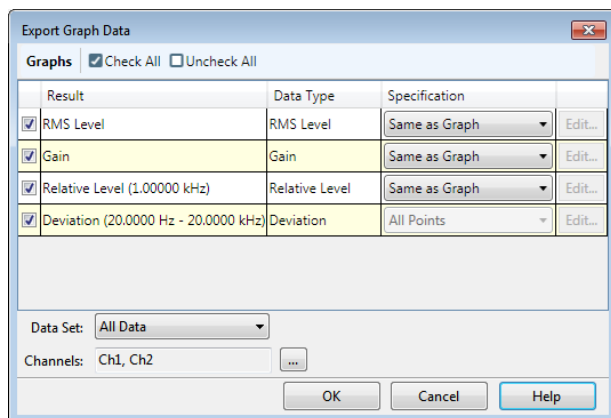 Export Graph Data
Graphs Check All Uncheck All
Result Data Type Specification
RMS Level RMS Level Same as Graph Edit...
Gain Gain Same as Graph Edit...
Relative Level (1.00000 kHz) Relative Level Same as Graph Edit...
Deviation (20.0000 Hz - 20.0000 kHz) Deviation All Points Edit...
Data Set: All Data
Channels: Ch1, Ch2 ...
OK Cancel Help